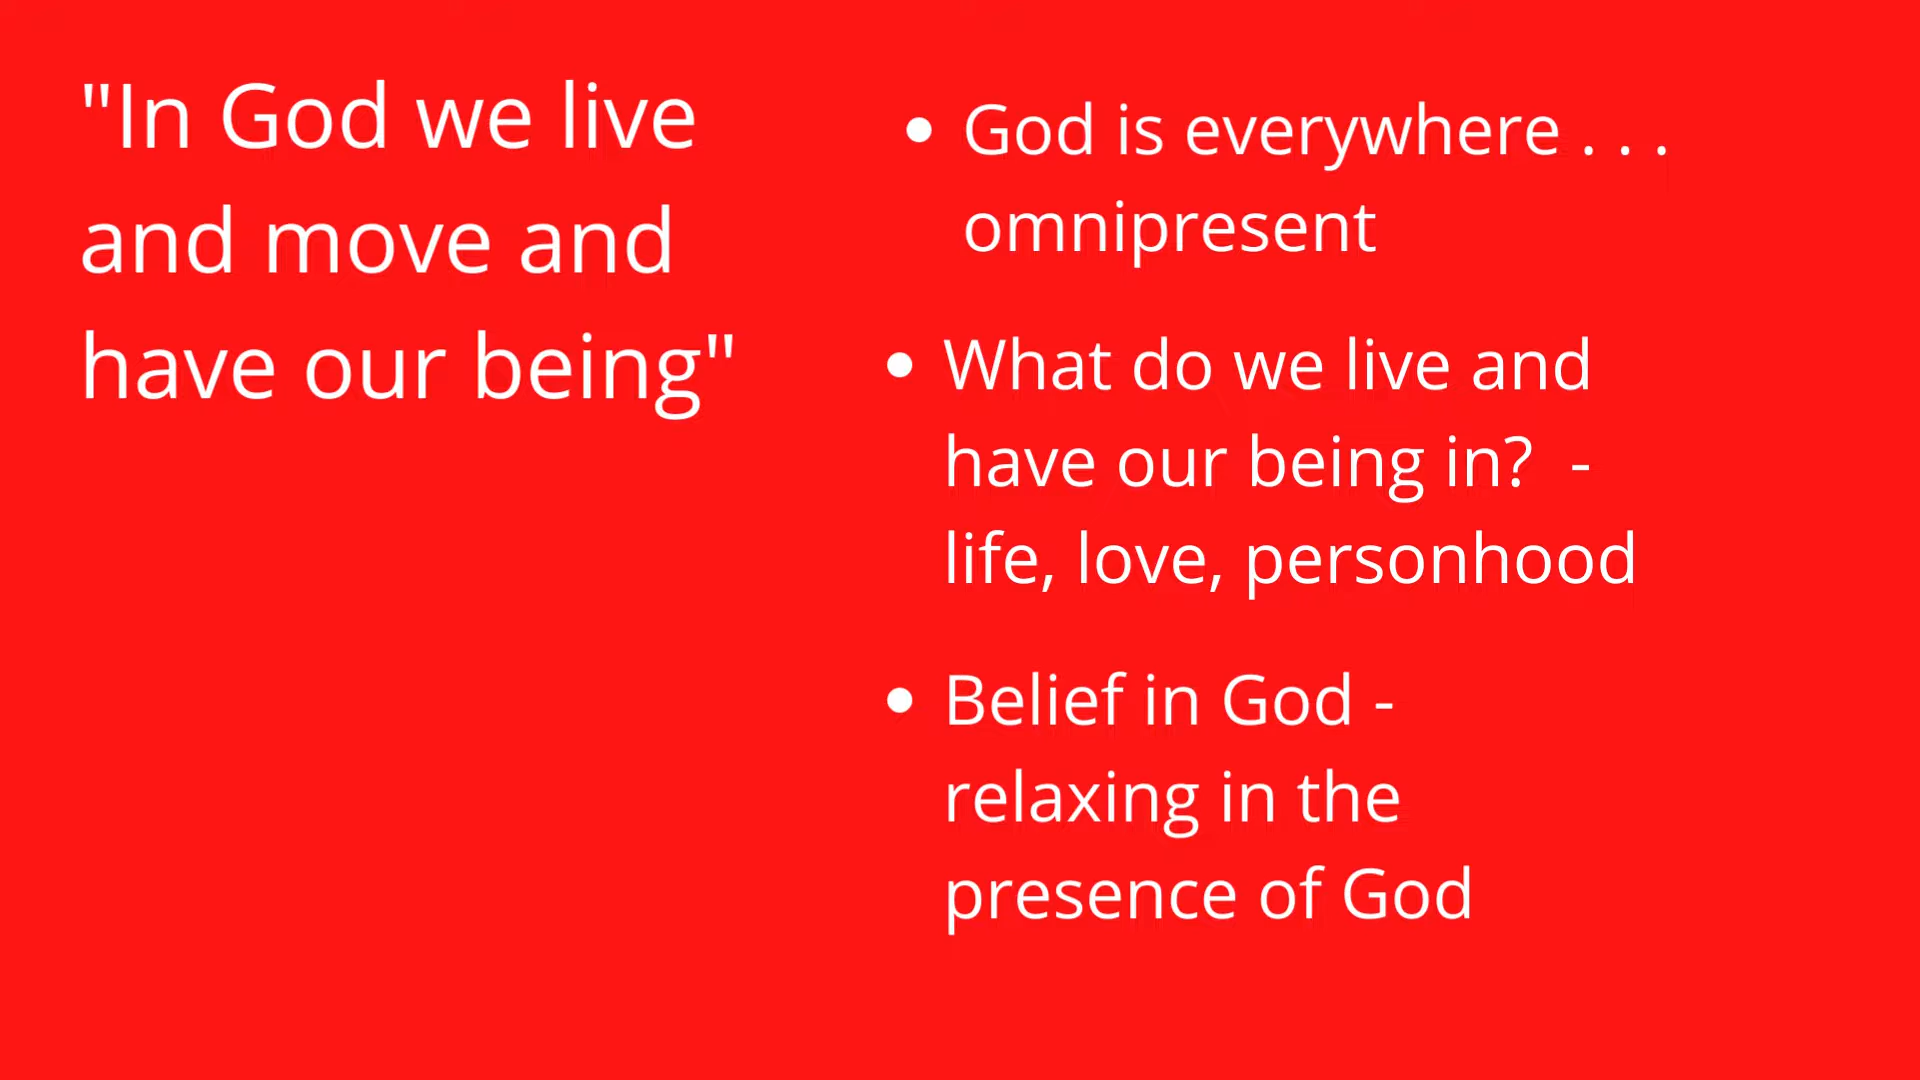 "In God we live
and move and
have our being"
• God is everywhere . . .
omnipresent
• What do we live and
have our being in?  -
life, love, personhood
• Belief in God -
relaxing in the
presence of God